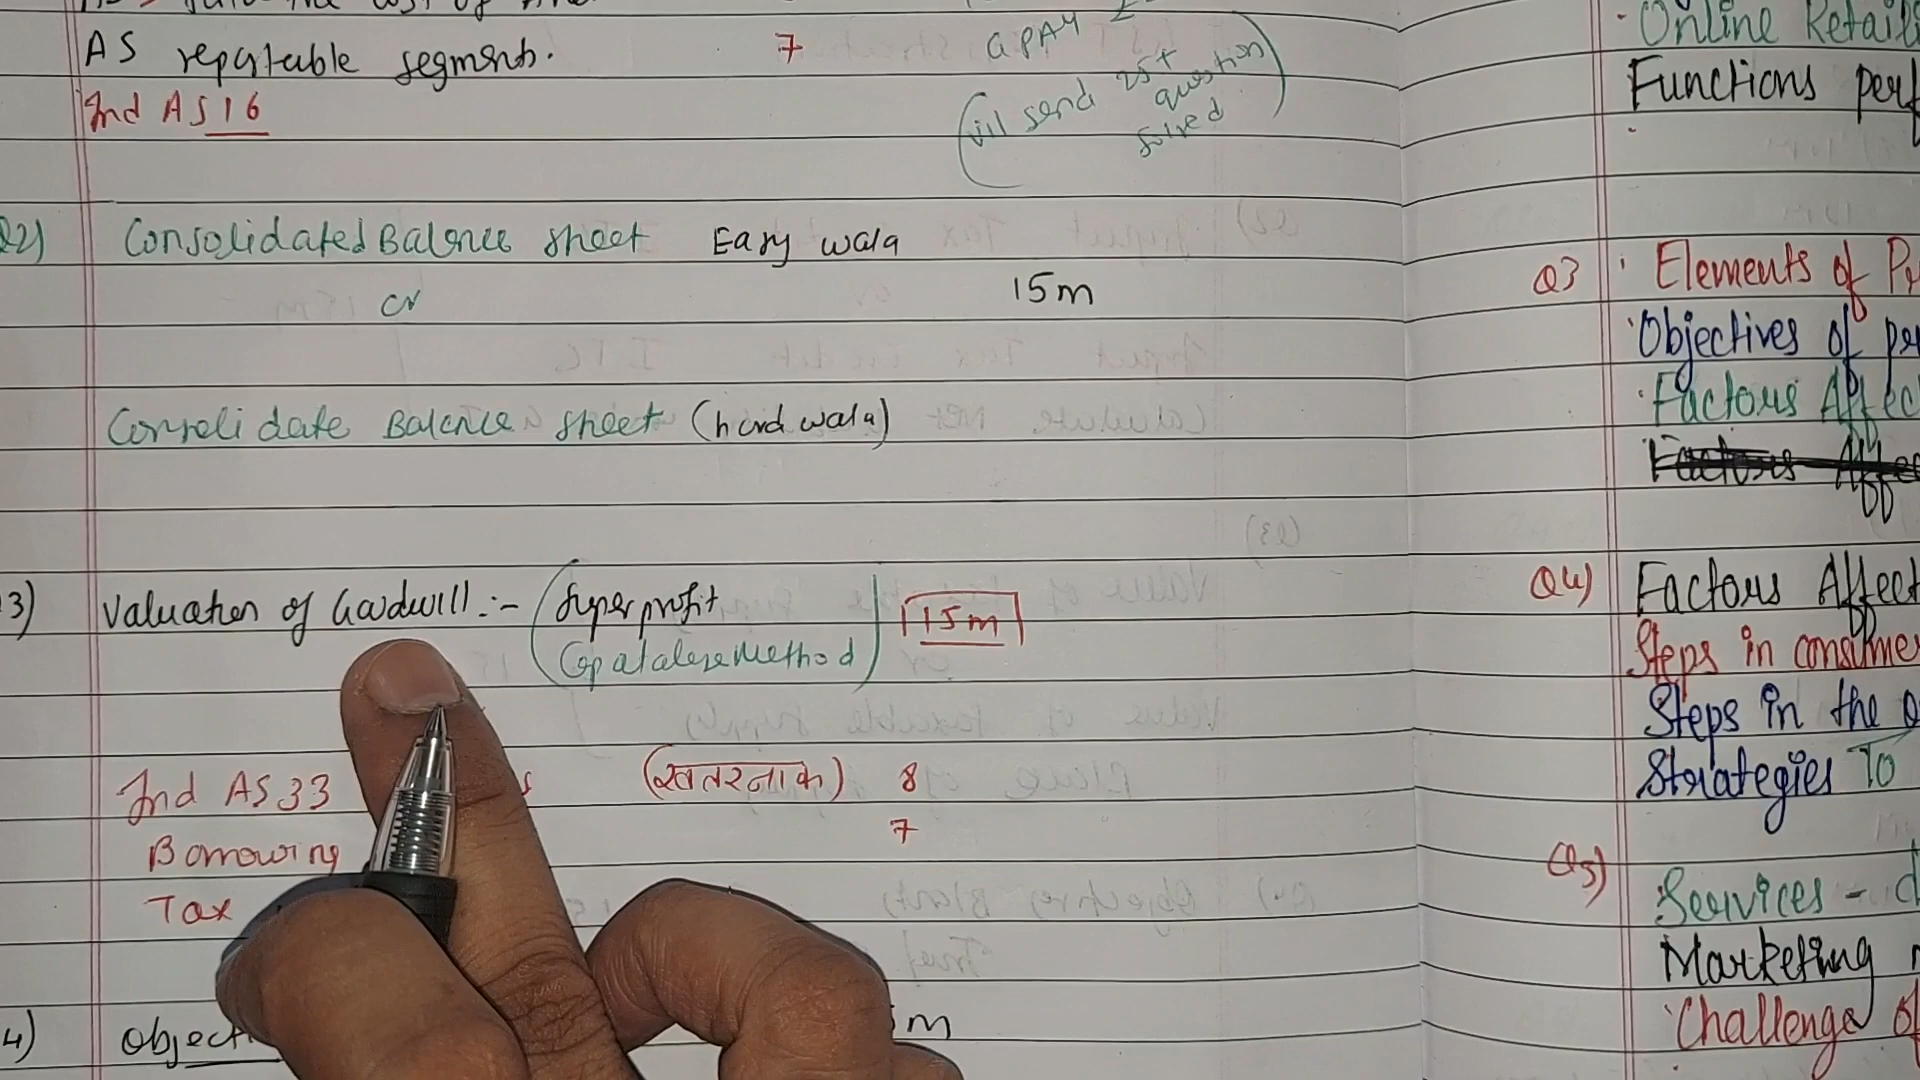 AS reportable segments. 7
GPAY
Ind AS 16
(will send 25+ question solved)
Q2) Consolidated Balance sheet Easy wala
or 15m
Consolidate Balance sheet (hard wala)
3) Valuation of Goodwill :- (Superprofit 15m
Capatalese Method)
Ind AS 33 (खतरनाक) 8
7
Borrowing
Tax
4) Object
m
· Online Retail
Functions perf
Q3 · Elements of
· Objectives of
· Factors Affec
Q4) Factors Affect
Steps in consume
Steps in the
Strategies To
Q5) Services - d
Marketing
· Challenge of